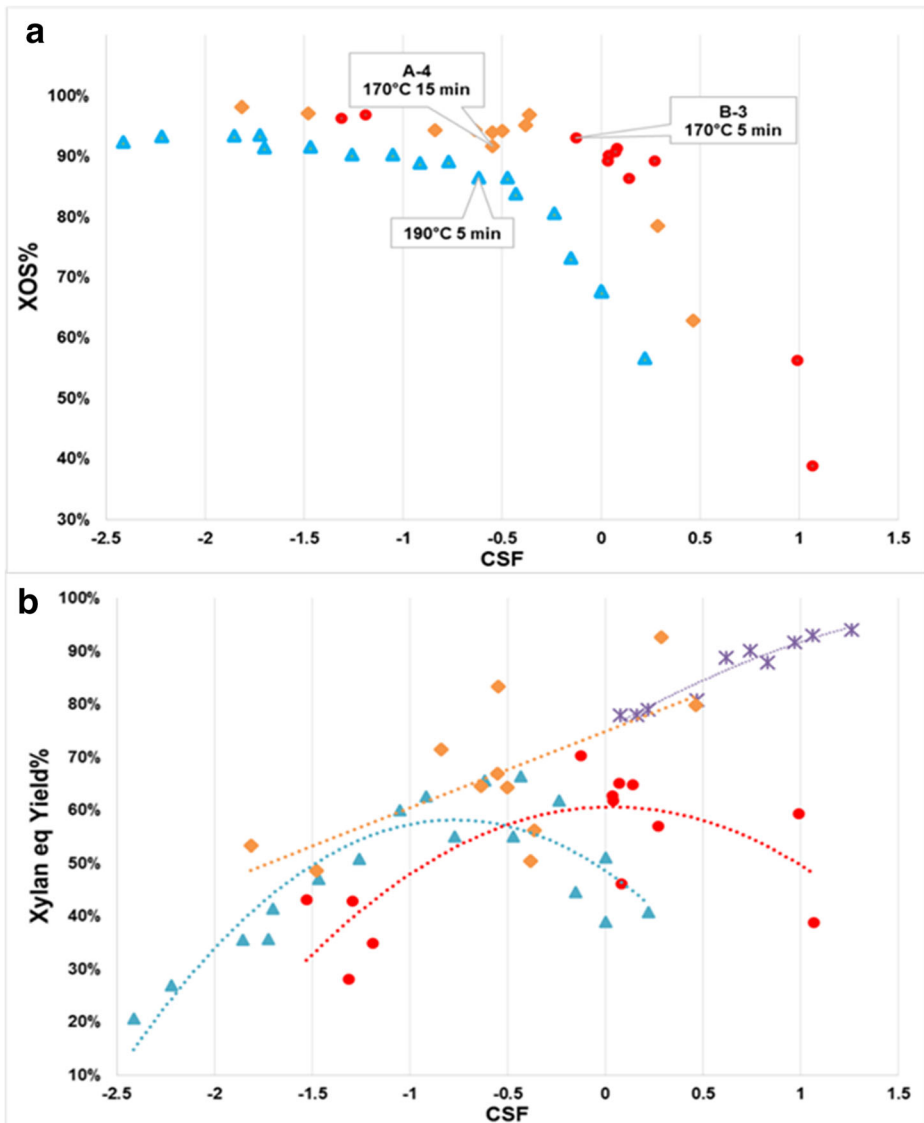 a
100%
90%
80%
70%
60%
50%
40%
30%
XOS%
A-4
170°C 15 min
B-3
170°C 5 min
190°C 5 min
-2.5 -2 -1.5 -1 -0.5 0 0.5 1 1.5
CSF
b
100%
90%
80%
70%
60%
50%
40%
30%
20%
10%
Xylan eq Yield%
-2.5 -2 -1.5 -1 -0.5 0 0.5 1 1.5
CSF